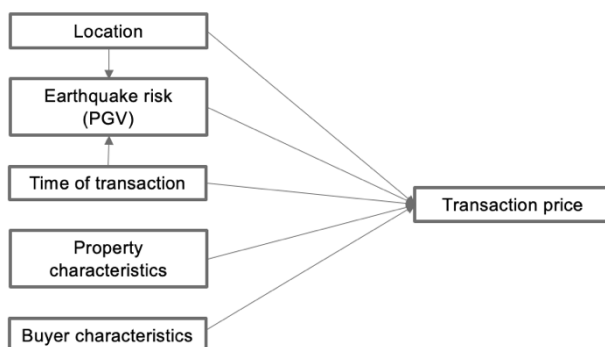 Location
Earthquake risk
(PGV)
Time of transaction
Transaction price
Property
characteristics
Buyer characteristics